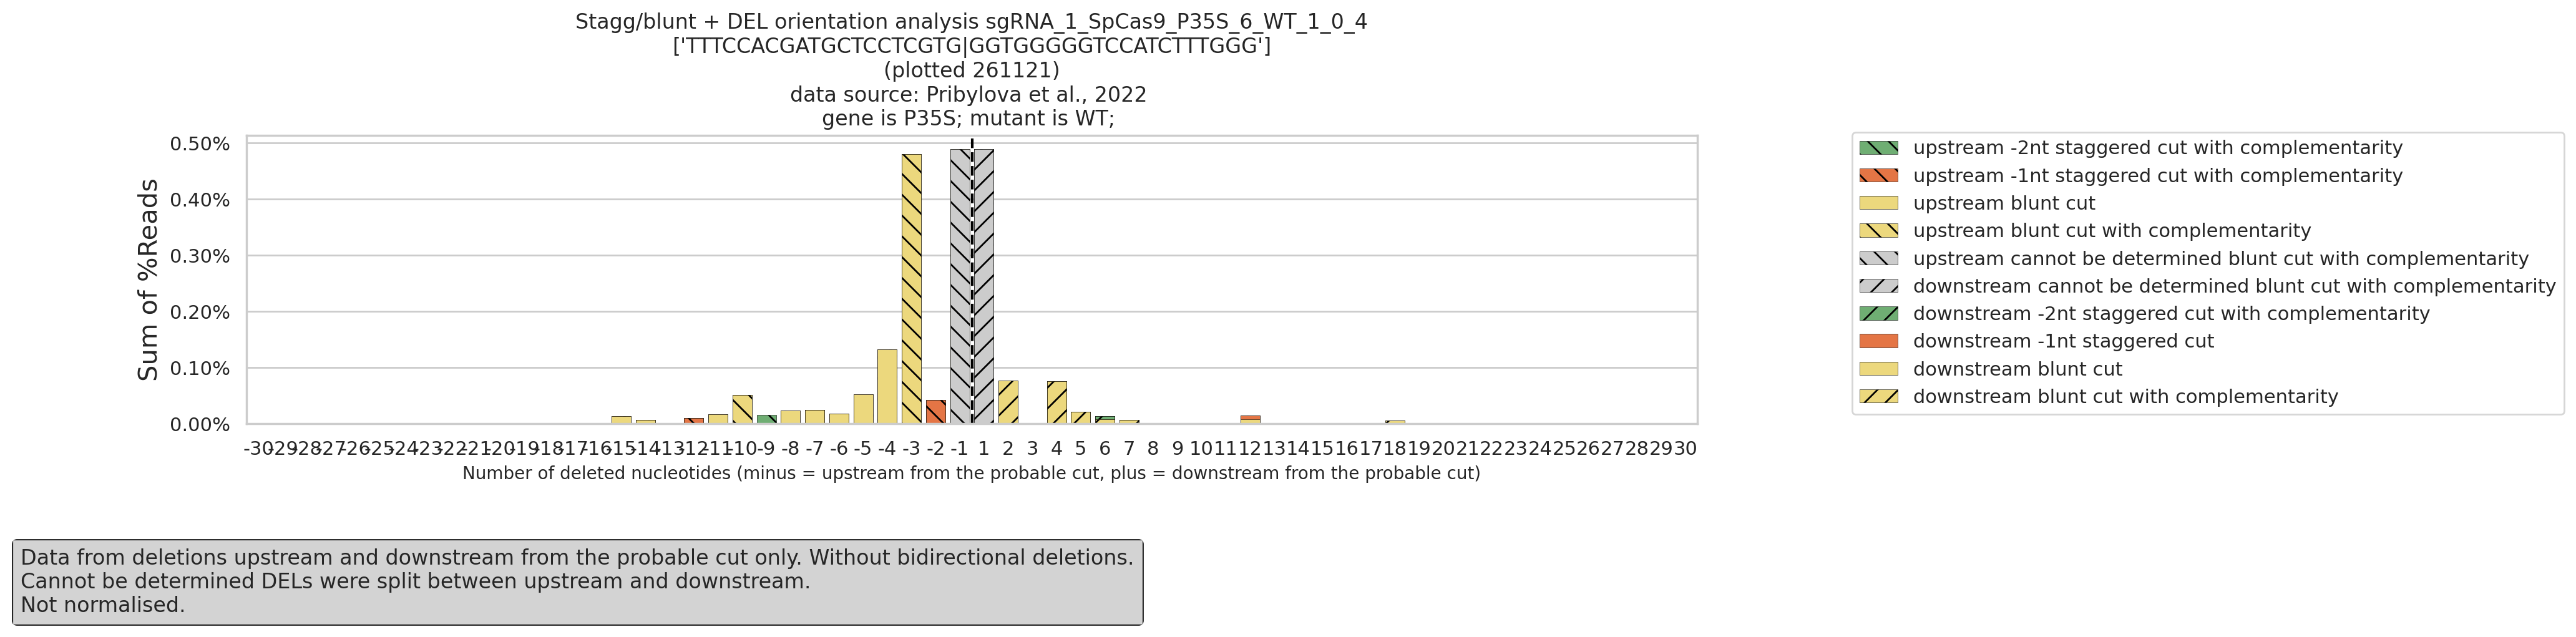 Stagg/blunt + DEL orientation analysis sgRNA_1_SpCas9_P35S_6_WT_1_0_4
['TTTCCACGATGCTCCTCGTG|GGTGGGGGTCCATCTTTGGG']
(plotted 261121)
data source: Pribylova et al., 2022
gene is P35S; mutant is WT;
Sum of %Reads
0.50%
0.40%
0.30%
0.20%
0.10%
0.00%
-30 -29 -28 -27 -26 -25 -24 -23 -22 -21 -20 -19 -18 -17 -16 -15 -14 -13 -12 -11 -10 -9 -8 -7 -6 -5 -4 -3 -2 -1 1 2 3 4 5 6 7 8 9 10 11 12 13 14 15 16 17 18 19 20 21 22 23 24 25 26 27 28 29 30
Number of deleted nucleotides (minus = upstream from the probable cut, plus = downstream from the probable cut)
upstream -2nt staggered cut with complementarity
upstream -1nt staggered cut with complementarity
upstream blunt cut
upstream blunt cut with complementarity
upstream cannot be determined blunt cut with complementarity
downstream cannot be determined blunt cut with complementarity
downstream -2nt staggered cut with complementarity
downstream -1nt staggered cut
downstream blunt cut
downstream blunt cut with complementarity
Data from deletions upstream and downstream from the probable cut only. Without bidirectional deletions.
Cannot be determined DELs were split between upstream and downstream.
Not normalised.